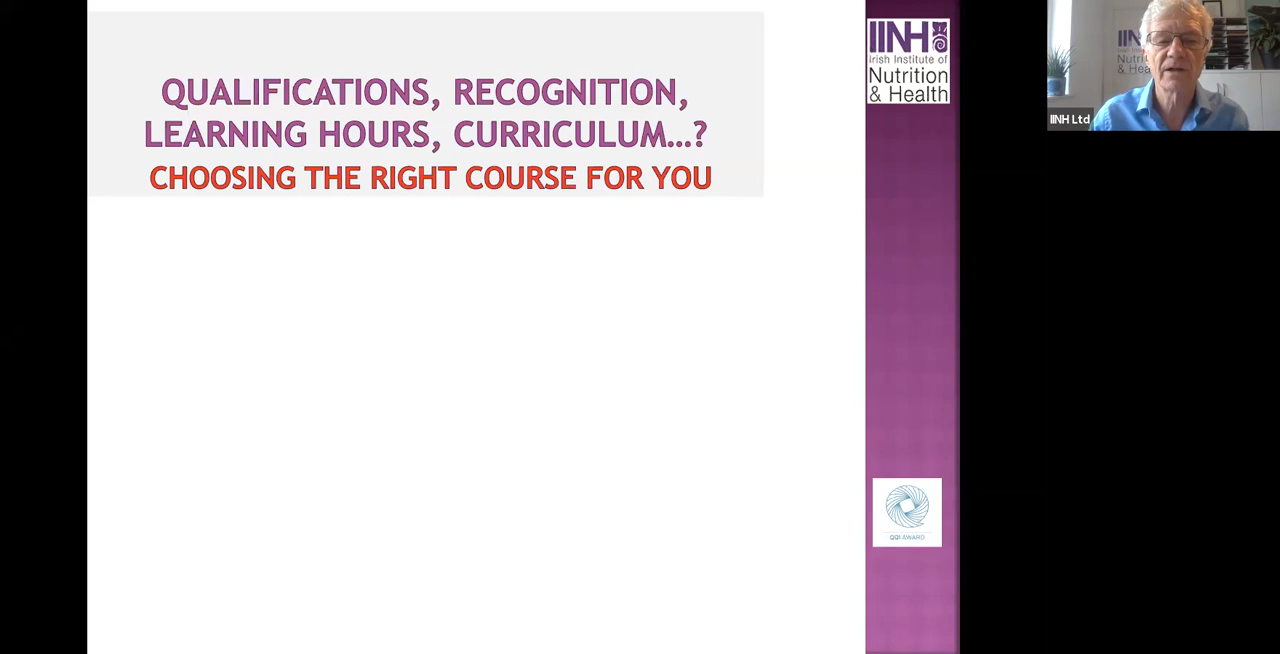 QUALIFICATIONS, RECOGNITION,
LEARNING HOURS, CURRICULUM...?
CHOOSING THE RIGHT COURSE FOR YOU
IINH
Irish Institute of
Nutrition
& Health
IINH Ltd
QQI AWARD